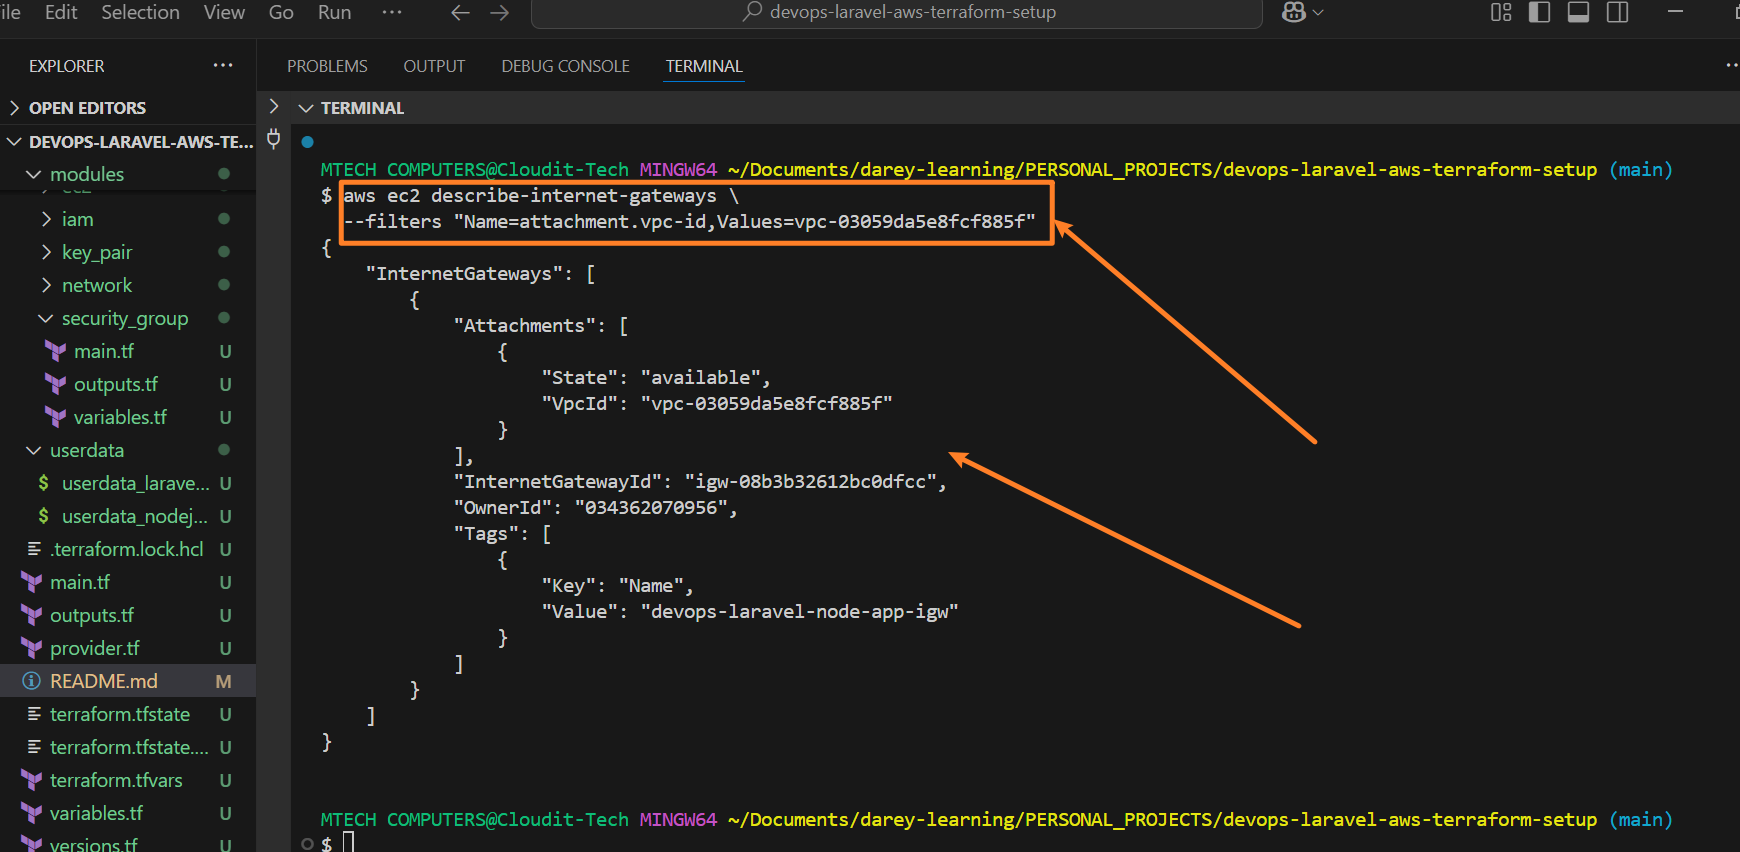 File Edit Selection View Go Run ···
devops-laravel-aws-terraform-setup
EXPLORER ···
PROBLEMS OUTPUT DEBUG CONSOLE TERMINAL
OPEN EDITORS
TERMINAL
DEVOPS-LARAVEL-AWS-TE...
modules
ec2
iam
key_pair
network
security_group
main.tf U
outputs.tf U
variables.tf U
userdata
$ userdata_larave... U
$ userdata_nodej... U
.terraform.lock.hcl U
main.tf U
outputs.tf U
provider.tf U
README.md M
terraform.tfstate U
terraform.tfstate.... U
terraform.tfvars U
variables.tf U
versions.tf U
MTECH COMPUTERS@Cloudit-Tech MINGW64 ~/Documents/darey-learning/PERSONAL_PROJECTS/devops-laravel-aws-terraform-setup (main)
$ aws ec2 describe-internet-gateways \
--filters "Name=attachment.vpc-id,Values=vpc-03059da5e8fcf885f"
{
"InternetGateways": [
{
"Attachments": [
{
"State": "available",
"VpcId": "vpc-03059da5e8fcf885f"
}
],
"InternetGatewayId": "igw-08b3b32612bc0dfcc",
"OwnerId": "034362070956",
"Tags": [
{
"Key": "Name",
"Value": "devops-laravel-node-app-igw"
}
]
}
]
}
MTECH COMPUTERS@Cloudit-Tech MINGW64 ~/Documents/darey-learning/PERSONAL_PROJECTS/devops-laravel-aws-terraform-setup (main)
$